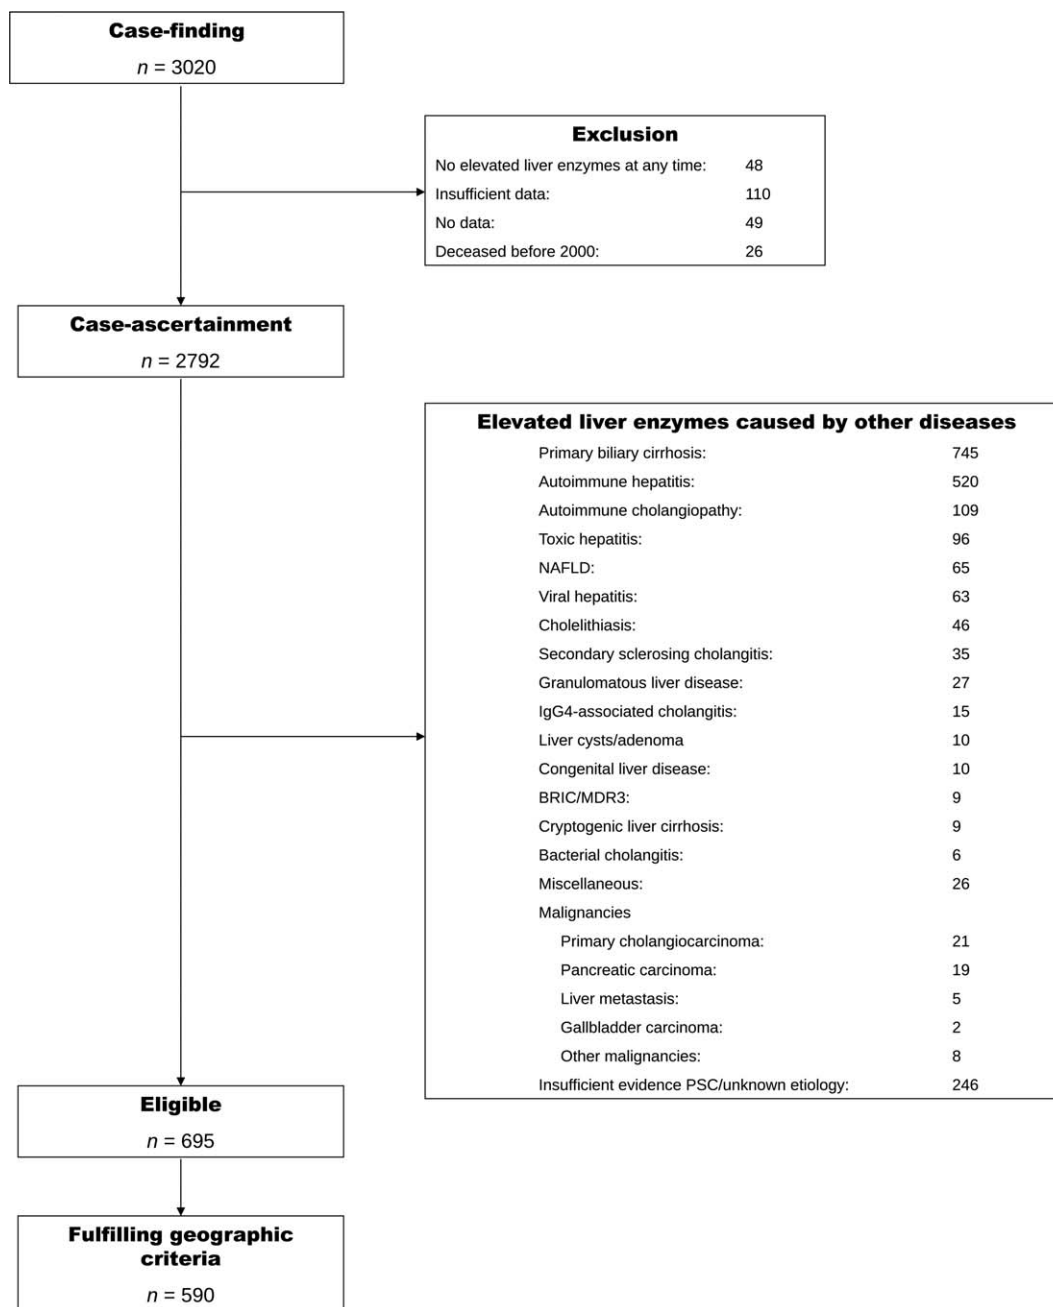 Case-finding
n = 3020
Exclusion
No elevated liver enzymes at any time: 48
Insufficient data: 110
No data: 49
Deceased before 2000: 26
Case-ascertainment
n = 2792
Elevated liver enzymes caused by other diseases
Primary biliary cirrhosis: 745
Autoimmune hepatitis: 520
Autoimmune cholangiopathy: 109
Toxic hepatitis: 96
NAFLD: 65
Viral hepatitis: 63
Cholelithiasis: 46
Secondary sclerosing cholangitis: 35
Granulomatous liver disease: 27
IgG4-associated cholangitis: 15
Liver cysts/adenoma 10
Congenital liver disease: 10
BRIC/MDR3: 9
Cryptogenic liver cirrhosis: 9
Bacterial cholangitis: 6
Miscellaneous: 26
Malignancies
Primary cholangiocarcinoma: 21
Pancreatic carcinoma: 19
Liver metastasis: 5
Gallbladder carcinoma: 2
Other malignancies: 8
Insufficient evidence PSC/unknown etiology: 246
Eligible
n = 695
Fulfilling geographic
criteria
n = 590